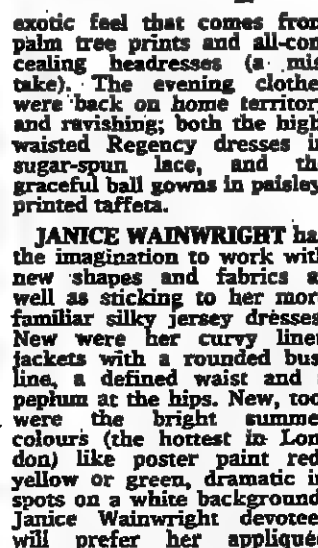 exotic feel that comes from
palm tree prints and all-con-
cealing headresses (a mis-
take). The evening clothes
were back on home territory
and ravishing; both the high
waisted Regency dresses in
sugar-spun lace, and the
graceful ball gowns in paisley
printed taffeta.
JANICE WAINWRIGHT has
the imagination to work with
new shapes and fabrics as
well as sticking to her more
familiar silky jersey dresses.
New were her curvy linen
jackets with a rounded bust
line, a defined waist and a
peplum at the hips. New, too,
were the bright summer
colours (the hottest in Lon-
don) like poster paint red,
yellow or green, dramatic in
spots on a white background.
Janice Wainwright devotees
will prefer her appliquéd